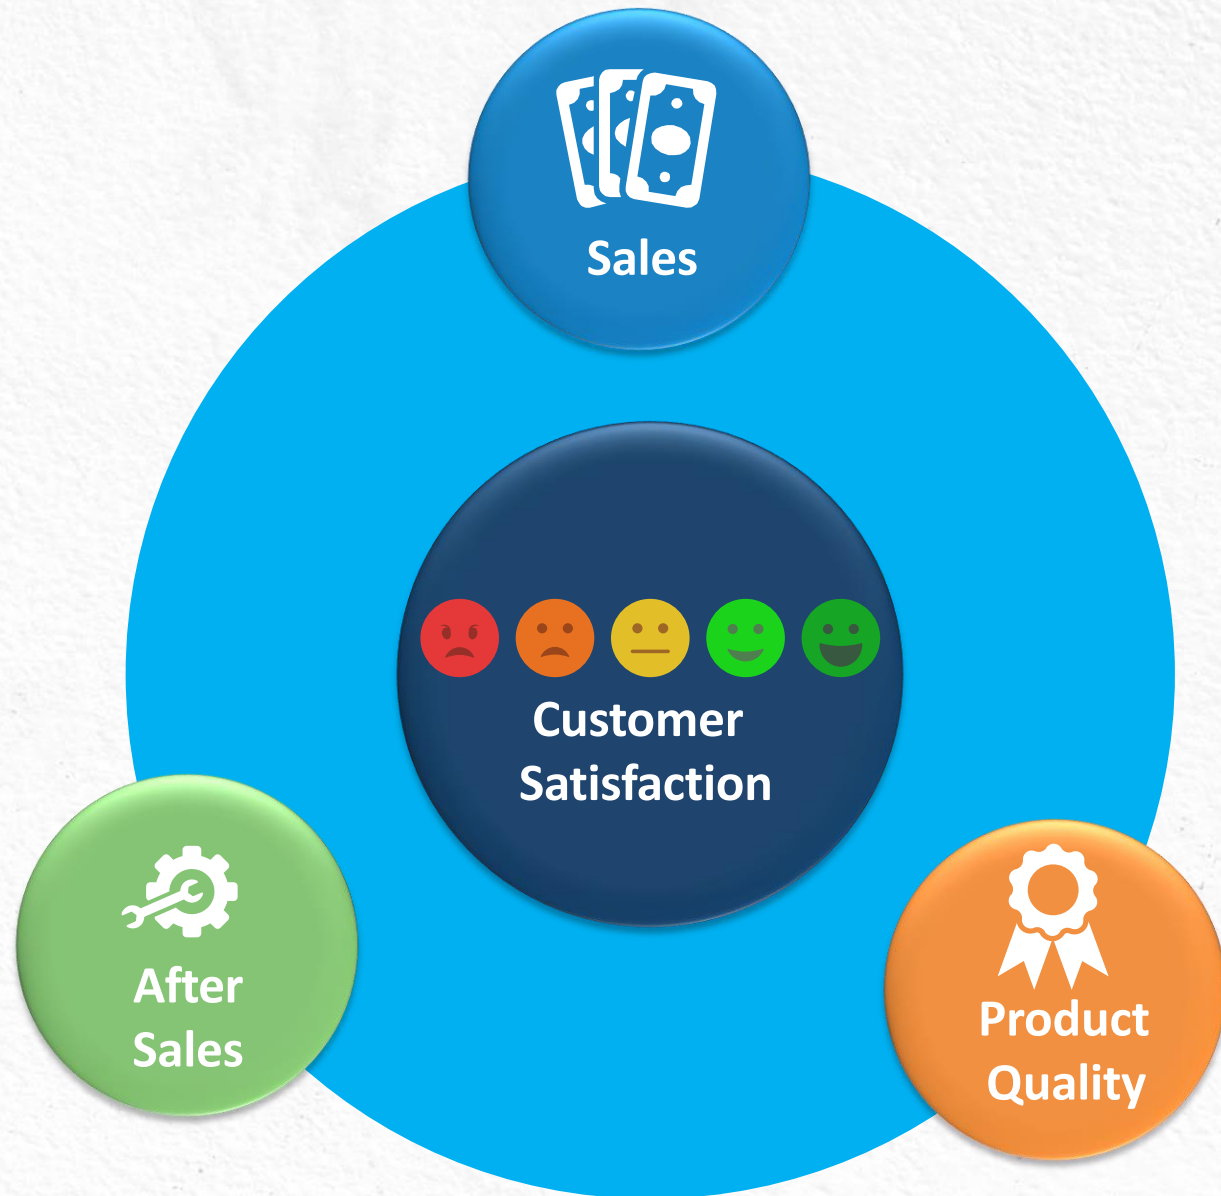 Sales
Customer
Satisfaction
After
Sales
Product
Quality